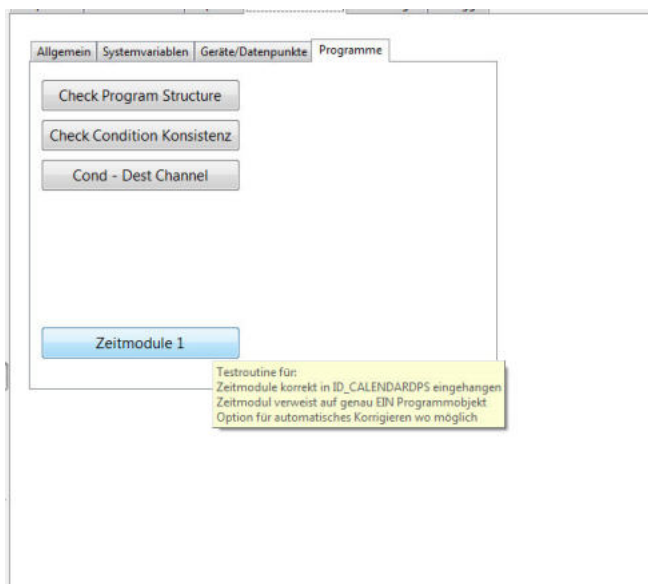 Allgemein Systemvariablen Geräte/Datenpunkte Programme
Check Program Structure
Check Condition Konsistenz
Cond - Dest Channel
Zeitmodule 1
Testroutine für:
Zeitmodule korrekt in ID_CALENDARDPS eingehangen
Zeitmodul verweist auf genau EIN Programmobjekt
Option für automatisches Korrigieren wo möglich